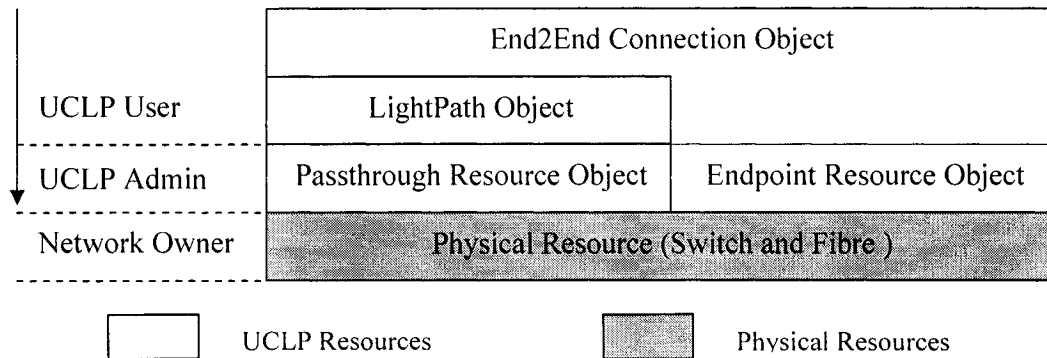 End2End Connection Object
UCLP User
LightPath Object
UCLP Admin
Passthrough Resource Object
Endpoint Resource Object
Network Owner
Physical Resource (Switch and Fibre )
UCLP Resources
Physical Resources